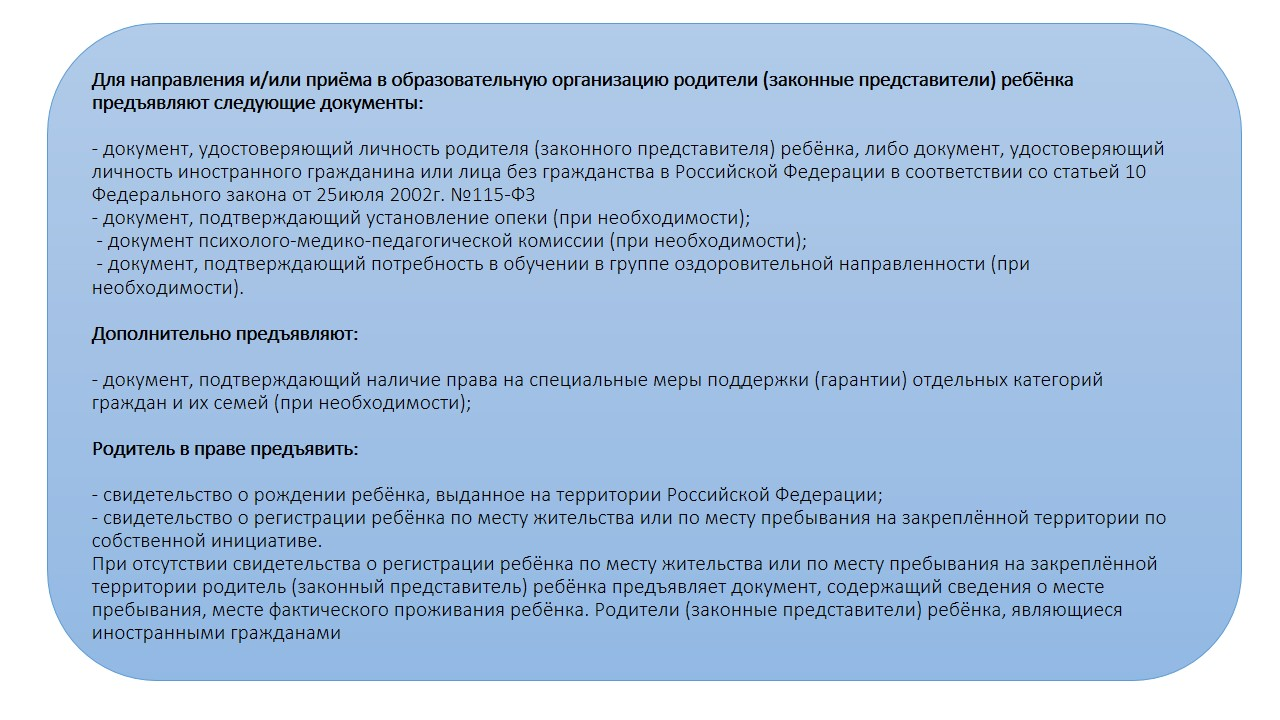 Для направления и/или приёма в образовательную организацию родители (законные представители) ребёнка
предъявляют следующие документы:
- документ, удостоверяющий личность родителя (законного представителя) ребёнка, либо документ, удостоверяющий
личность иностранного гражданина или лица без гражданства в Российской Федерации в соответствии со статьей 10
Федерального закона от 25июля 2002г. №115-ФЗ
- документ, подтверждающий установление опеки (при необходимости);
- документ психолого-медико-педагогической комиссии (при необходимости);
- документ, подтверждающий потребность в обучении в группе оздоровительной направленности (при
необходимости).
Дополнительно предъявляют:
- документ, подтверждающий наличие права на специальные меры поддержки (гарантии) отдельных категорий
граждан и их семей (при необходимости);
Родитель в праве предъявить:
- свидетельство о рождении ребёнка, выданное на территории Российской Федерации;
- свидетельство о регистрации ребёнка по месту жительства или по месту пребывания на закреплённой территории по
собственной инициативе.
При отсутствии свидетельства о регистрации ребёнка по месту жительства или по месту пребывания на закреплённой
территории родитель (законный представитель) ребёнка предъявляет документ, содержащий сведения о месте
пребывания, месте фактического проживания ребёнка. Родители (законные представители) ребёнка, являющиеся
иностранными гражданами